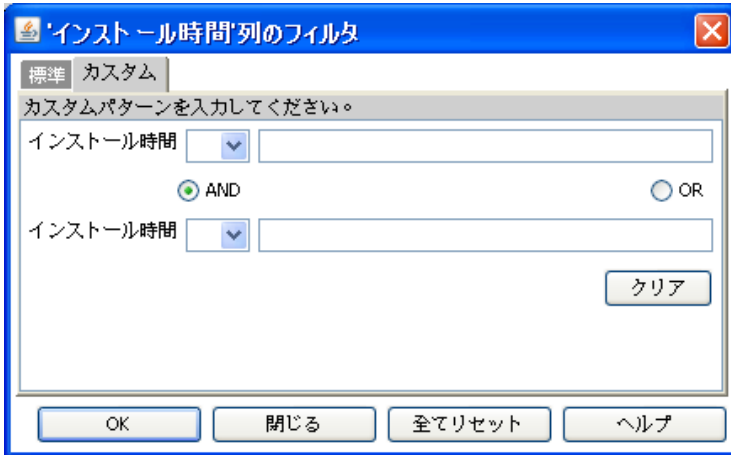 'インストール時間'列のフィルタ
標準 カスタム
カスタムパターンを入力してください。
インストール時間
AND OR
インストール時間
クリア
OK 閉じる 全てリセット ヘルプ